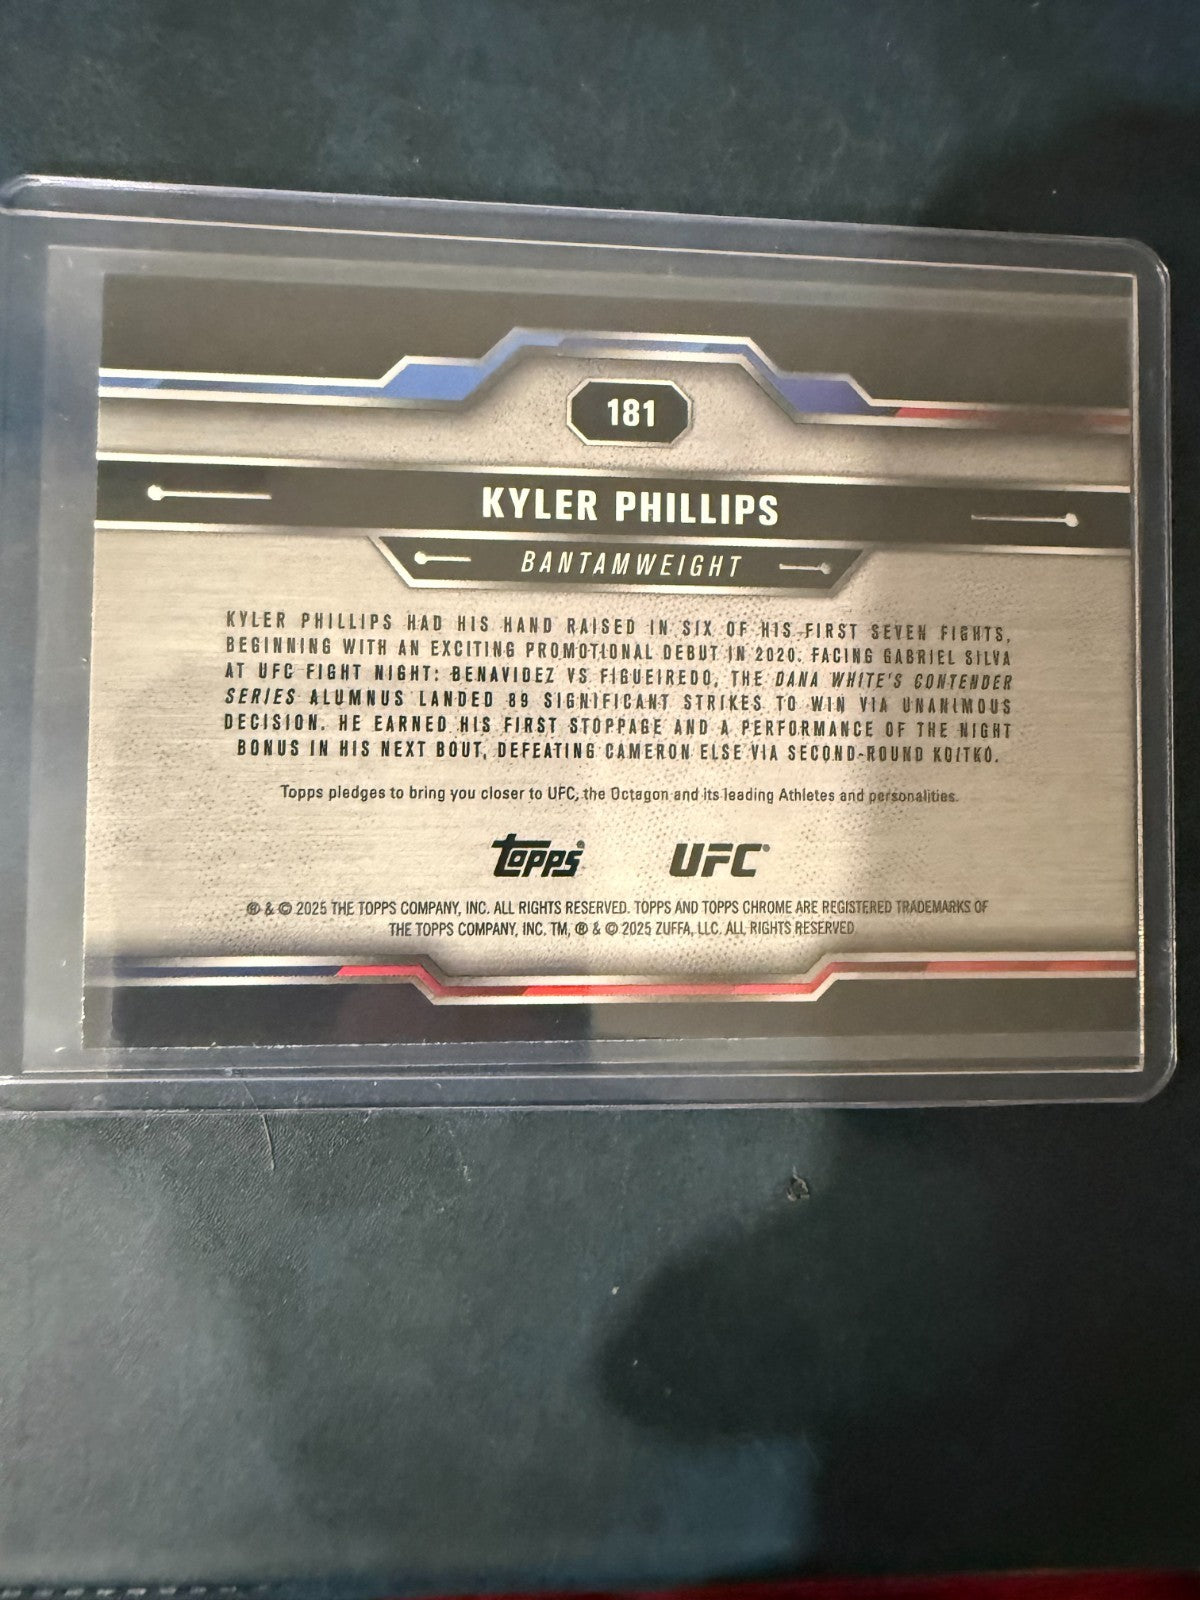 181
KYLER PHILLIPS
BANTAMWEIGHT
KYLER PHILLIPS HAD HIS HAND RAISED IN SIX OF HIS FIRST SEVEN FIGHTS,
BEGINNING WITH AN EXCITING PROMOTIONAL DEBUT IN 2020. FACING GABRIEL SILVA
AT UFC FIGHT NIGHT: BENAVIDEZ VS FIGUEIREDO, THE DANA WHITE'S CONTENDER
SERIES ALUMNUS LANDED 89 SIGNIFICANT STRIKES TO WIN VIA UNANIMOUS
DECISION. HE EARNED HIS FIRST STOPPAGE AND A PERFORMANCE OF THE NIGHT
BONUS IN HIS NEXT BOUT, DEFEATING CAMERON ELSE VIA SECOND-ROUND KO/TKO.
Topps pledges to bring you closer to UFC, the Octagon and its leading Athletes and personalities.
Topps® UFC®
® & © 2025 THE TOPPS COMPANY, INC. ALL RIGHTS RESERVED. TOPPS AND TOPPS CHROME ARE REGISTERED TRADEMARKS OF
THE TOPPS COMPANY, INC. TM, ® & © 2025 ZUFFA, LLC. ALL RIGHTS RESERVED.